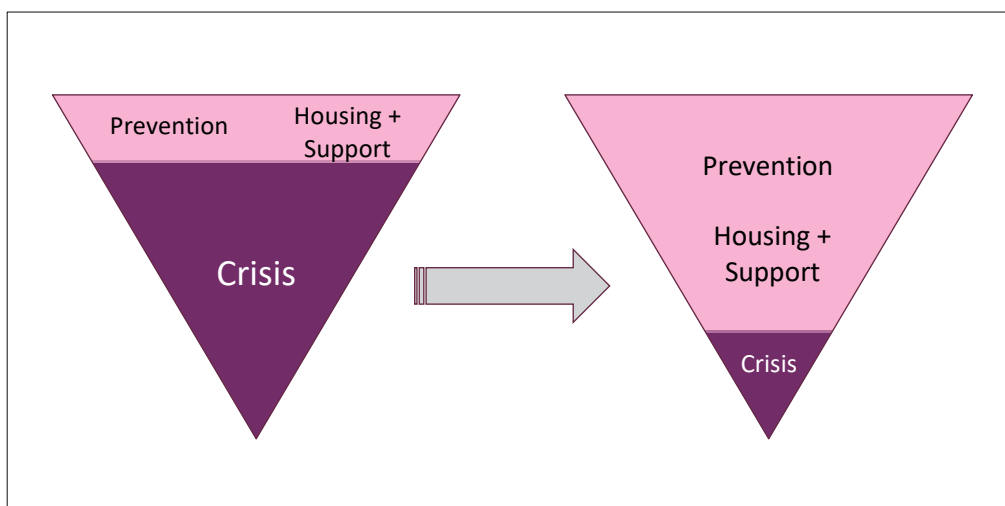 Prevention
Housing +
Support
Crisis
Prevention
Housing +
Support
Crisis